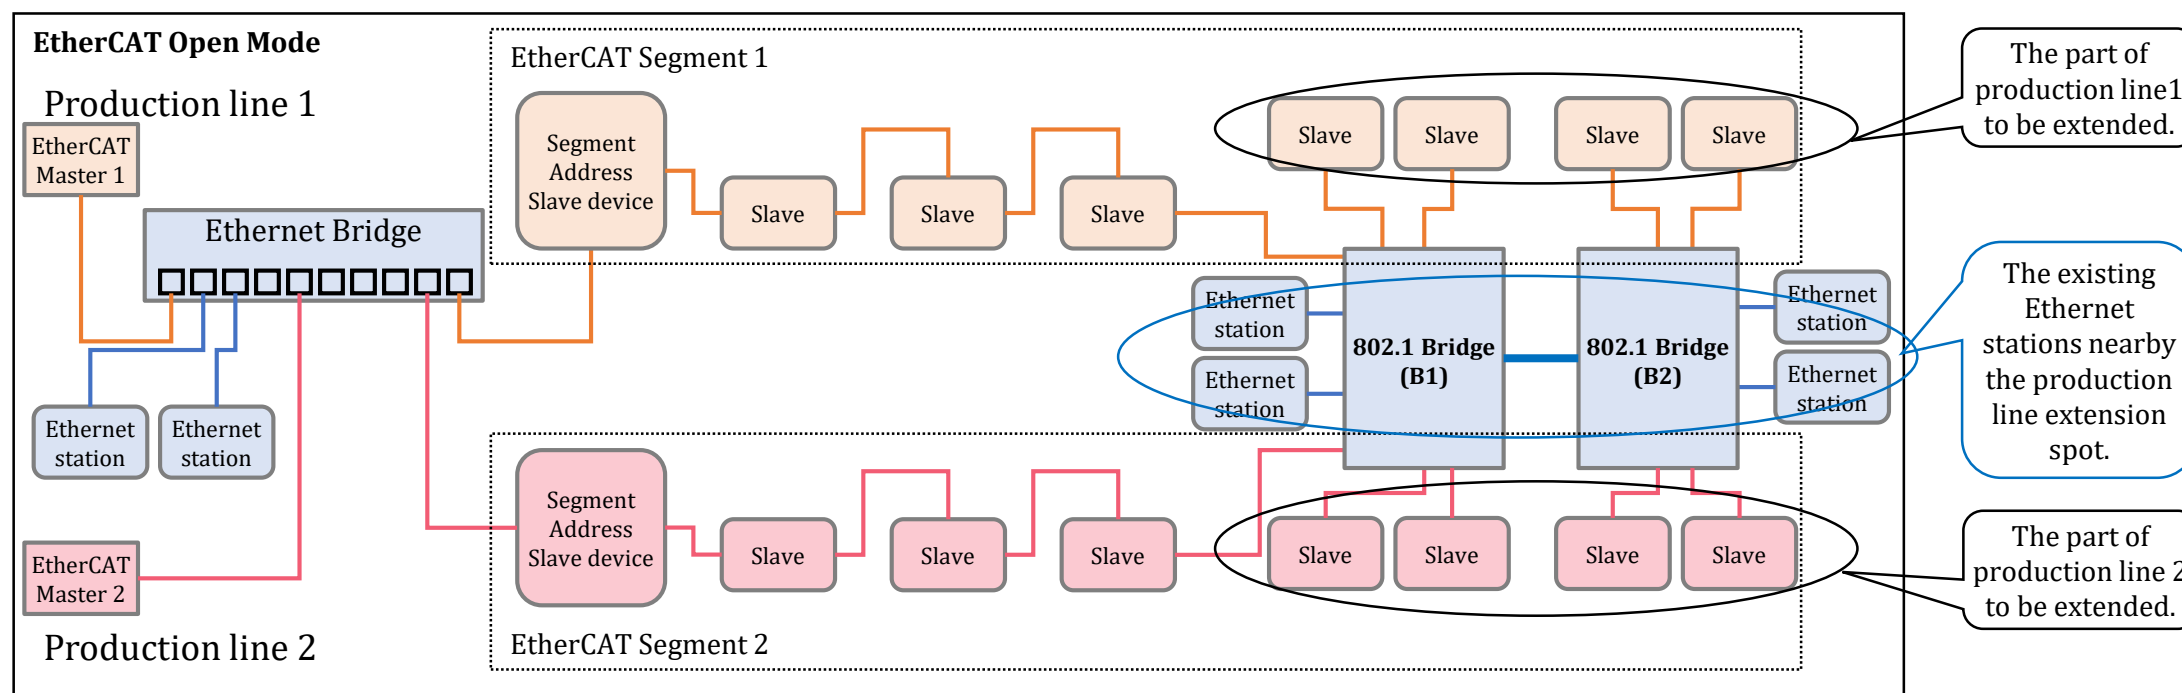 EtherCAT Open Mode
Production line 1
EtherCAT
Master 1
Ethernet Bridge
Ethernet
station
Ethernet
station
EtherCAT
Master 2
Production line 2
EtherCAT Segment 1
Segment
Address
Slave device
Slave
Slave
Slave
Slave
Slave
Slave
Slave
The part of
production line1
to be extended.
Ethernet
station
Ethernet
station
802.1 Bridge
(B1)
802.1 Bridge
(B2)
Ethernet
station
Ethernet
station
The existing
Ethernet
stations nearby
the production
line extension
spot.
Segment
Address
Slave device
Slave
Slave
Slave
Slave
Slave
Slave
Slave
EtherCAT Segment 2
The part of
production line 2
to be extended.